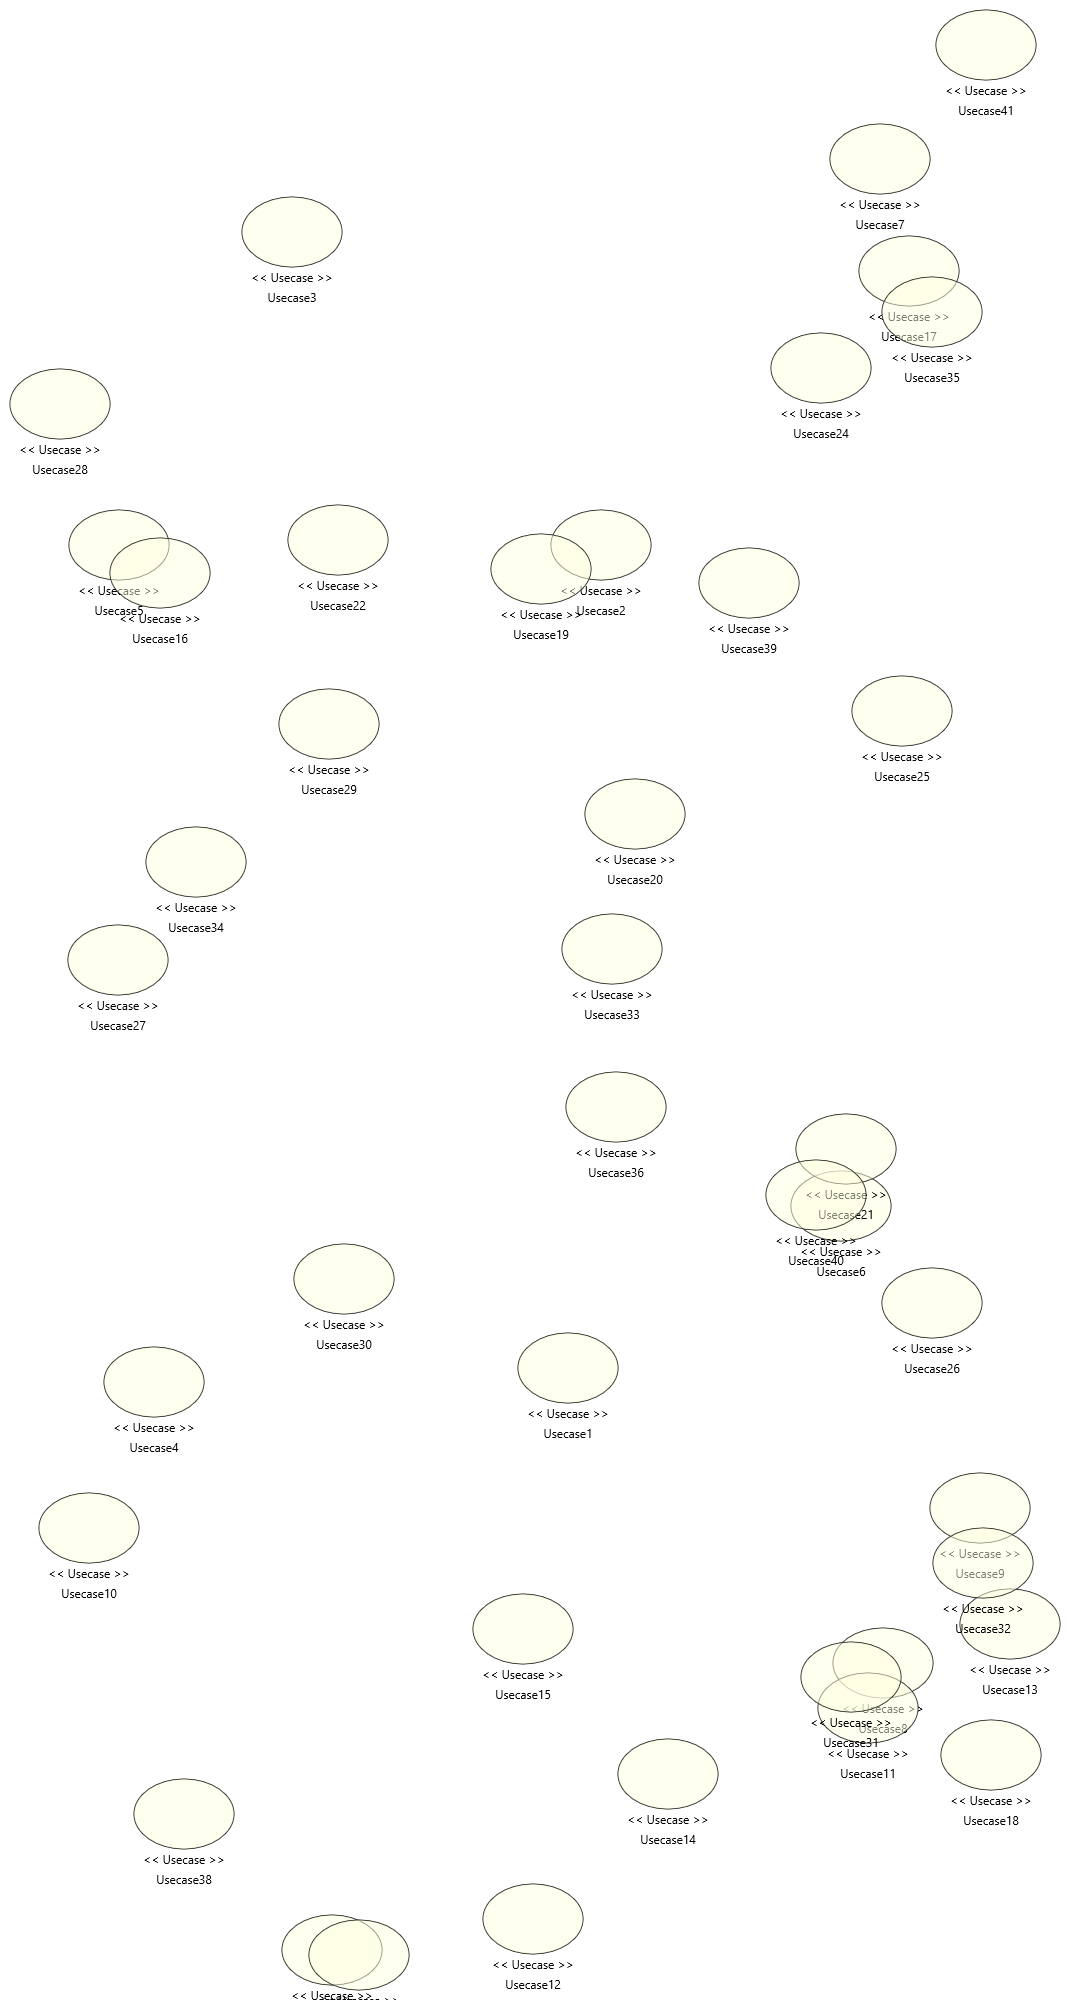 << Usecase >>
Usecase41
<< Usecase >>
Usecase7
<< Usecase >>
Usecase3
<< Usecase >>
Usecase17
<< Usecase >>
Usecase35
<< Usecase >>
Usecase24
<< Usecase >>
Usecase28
<< Usecase >>
Usecase5
<< Usecase >>
Usecase16
<< Usecase >>
Usecase22
<< Usecase >>
Usecase2
<< Usecase >>
Usecase19
<< Usecase >>
Usecase39
<< Usecase >>
Usecase25
<< Usecase >>
Usecase29
<< Usecase >>
Usecase20
<< Usecase >>
Usecase34
<< Usecase >>
Usecase33
<< Usecase >>
Usecase27
<< Usecase >>
Usecase36
<< Usecase >>
Usecase21
<< Usecase >>
Usecase40
<< Usecase >>
Usecase6
<< Usecase >>
Usecase30
<< Usecase >>
Usecase26
<< Usecase >>
Usecase1
<< Usecase >>
Usecase4
<< Usecase >>
Usecase9
<< Usecase >>
Usecase10
<< Usecase >>
Usecase32
<< Usecase >>
Usecase13
<< Usecase >>
Usecase15
<< Usecase >>
Usecase8
<< Usecase >>
Usecase31
<< Usecase >>
Usecase11
<< Usecase >>
Usecase18
<< Usecase >>
Usecase14
<< Usecase >>
Usecase38
<< Usecase >>
Usecase12
<< Usecase >>